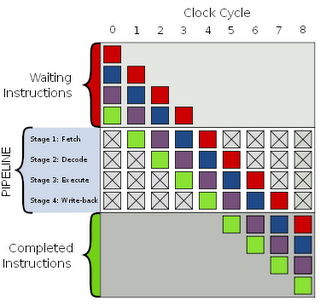 Clock Cycle
0 1 2 3 4 5 6 7 8
Waiting
Instructions
PIPELINE
Stage 1: Fetch
Stage 2: Decode
Stage 3: Execute
Stage 4: Write-back
Completed
Instructions